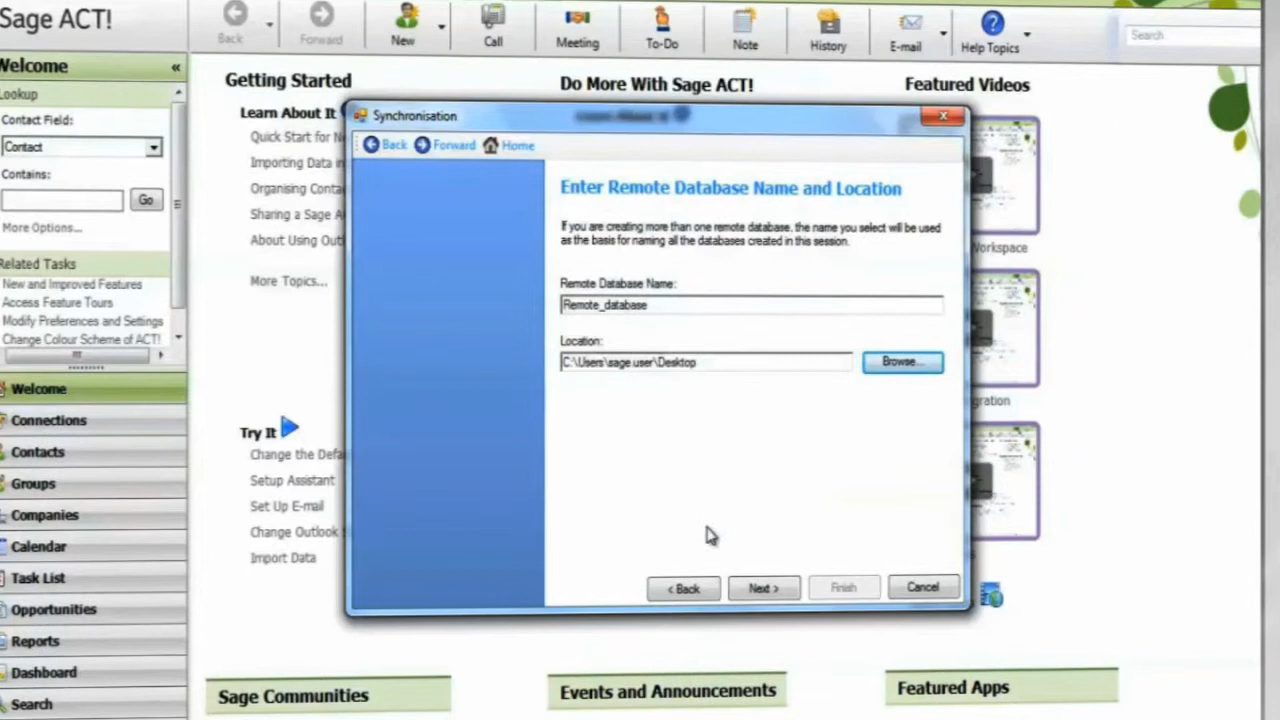 Sage ACT!
Back
Forward
New
Call
Meeting
To-Do
Note
History
E-mail
Help Topics
Search
Welcome
«
Lookup
Contact Field:
Contact
Contains:
Go
More Options...
Related Tasks
New and Improved Features
Access Feature Tours
Modify Preferences and Settings
Change Colour Scheme of ACT!
Welcome
Connections
Contacts
Groups
Companies
Calendar
Task List
Opportunities
Reports
Dashboard
Search
Getting Started
Learn About It
Quick Start for
Importing Data
Organising
Sharing a Sage
About Using
More Topics...
Try It
Change the
Setup Assistant
Set Up E-mail
Change Outlook
Import Data
Do More With Sage ACT!
Featured Videos
Workspace
Synchronisation
Back
Forward
Home
Enter Remote Database Name and Location
If you are creating more than one remote database, the name you select will be used
as the basis for naming all the databases created in this session.
Remote Database Name:
Remote_database
Location:
C:\Users\sage.user\Desktop
Browse...
< Back
Next >
Finish
Cancel
Sage Communities
Events and Announcements
Featured Apps